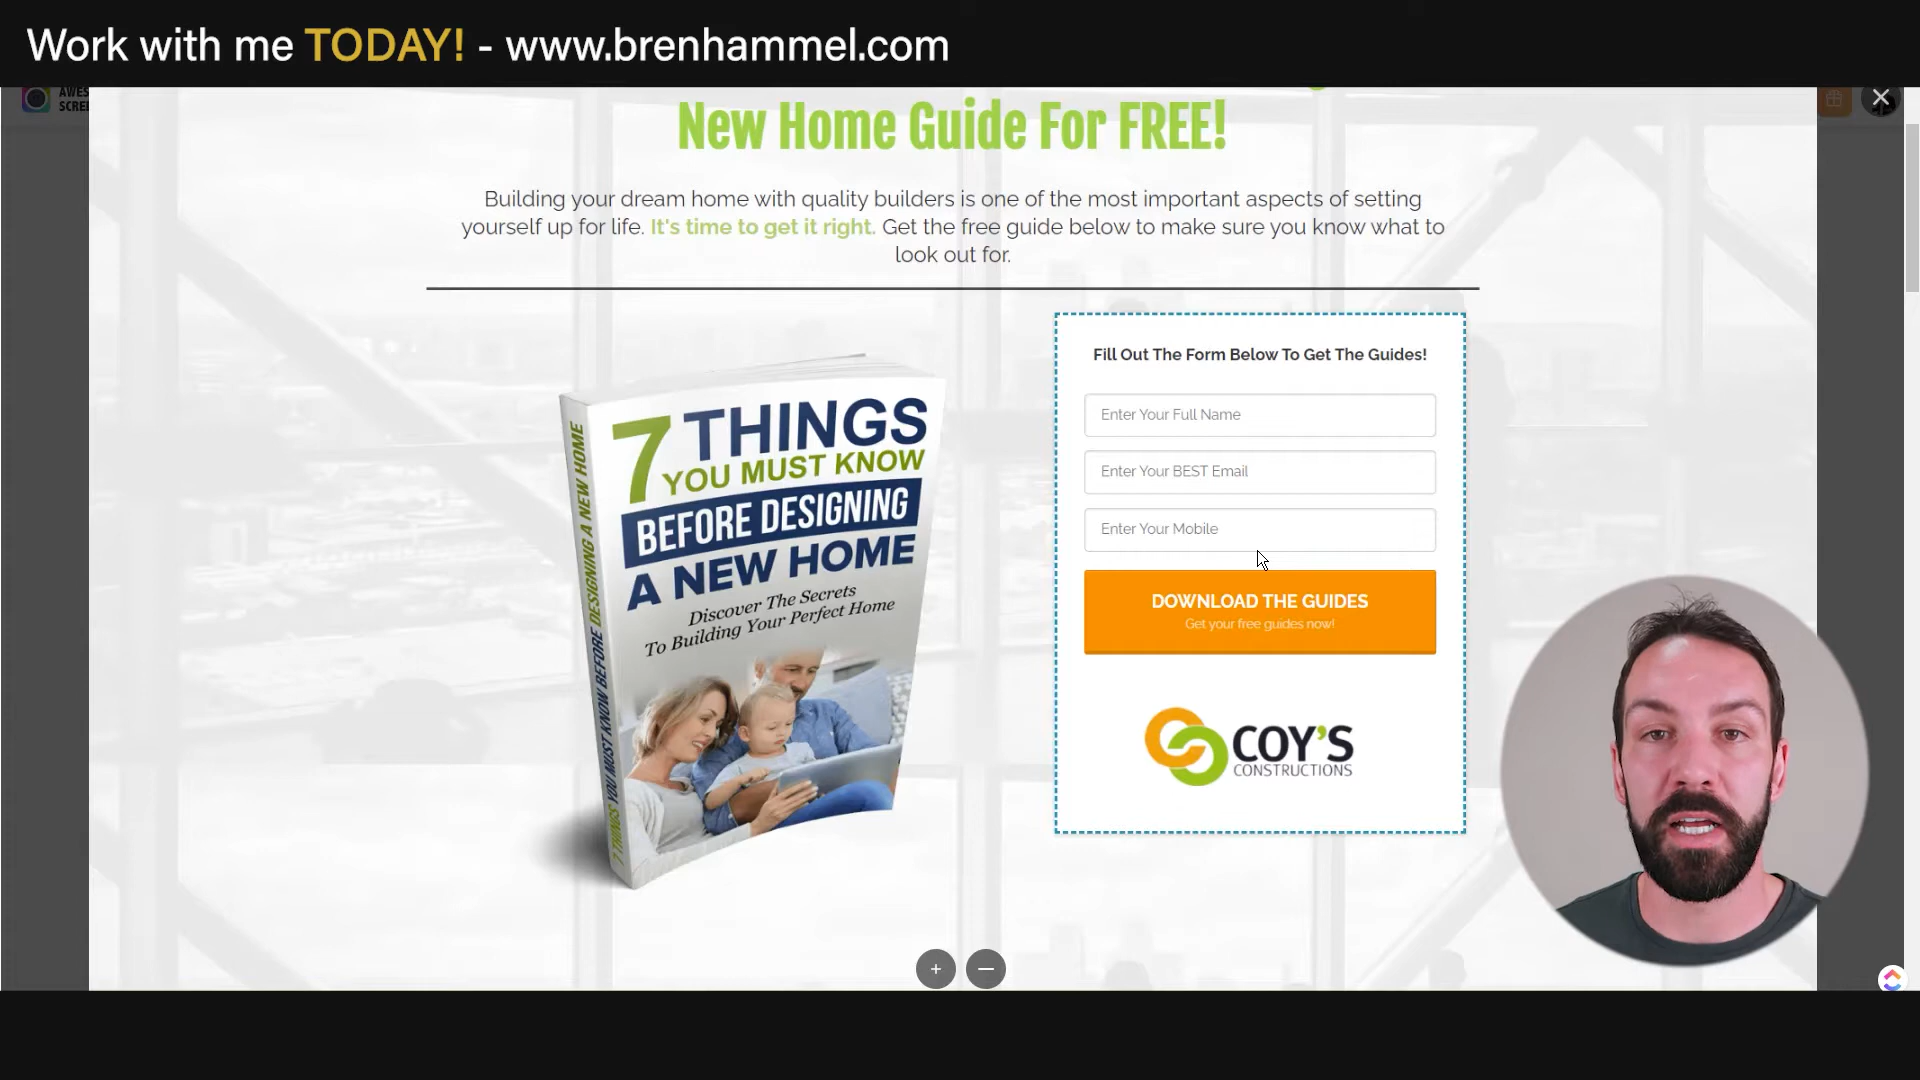 Work with me TODAY! - www.brenhammel.com
New Home Guide For FREE!
Building your dream home with quality builders is one of the most important aspects of setting
yourself up for life. It's time to get it right. Get the free guide below to make sure you know what to
look out for.
7 THINGS
YOU MUST KNOW
BEFORE DESIGNING
A NEW HOME
Discover The Secrets
To Building Your Perfect Home
7 THINGS YOU MUST KNOW BEFORE DESIGNING A NEW HOME
Fill Out The Form Below To Get The Guides!
Enter Your Full Name
Enter Your BEST Email
Enter Your Mobile
DOWNLOAD THE GUIDES
Get your free guides now!
COY'S
CONSTRUCTIONS